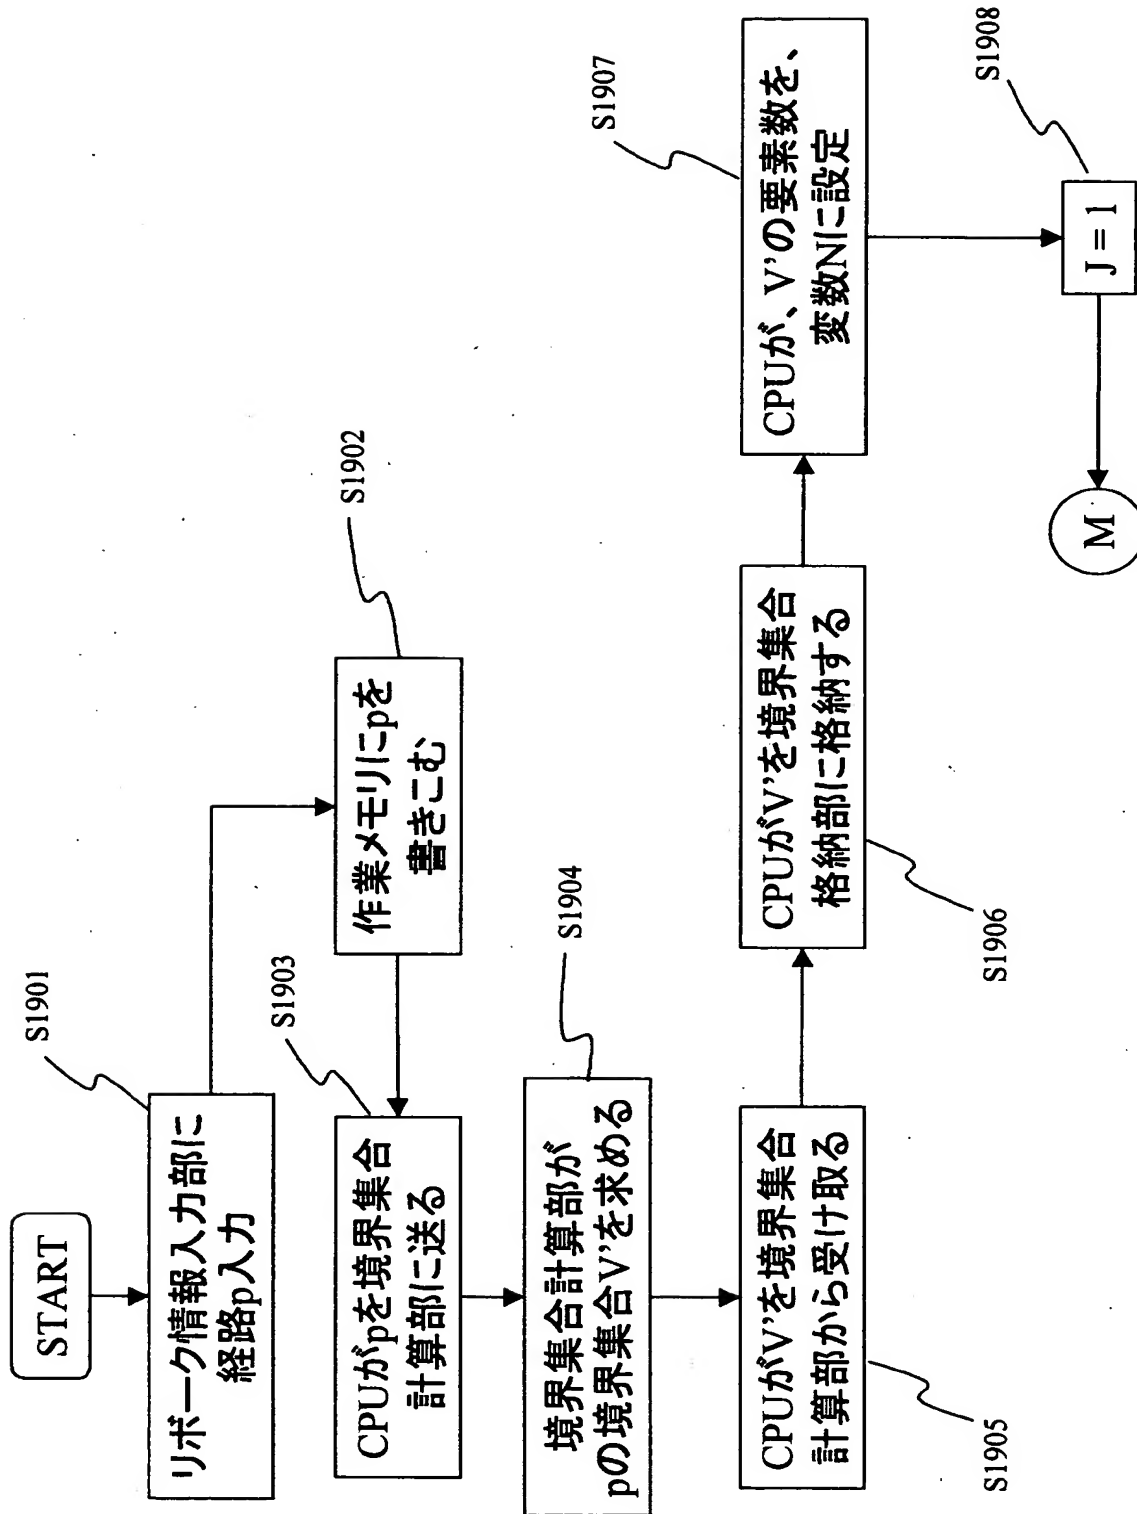 START
S1901
リボーク情報入力部に
経路p入力
S1902
作業メモリにpを
書きこむ
S1903
CPUがpを境界集合
計算部に送る
S1904
境界集合計算部が
pの境界集合V'を求める
S1905
CPUがV'を境界集合
計算部から受け取る
S1906
CPUがV'を境界集合
格納部に格納する
S1907
CPUが、V'の要素数を、
変数Nに設定
S1908
J = 1
M